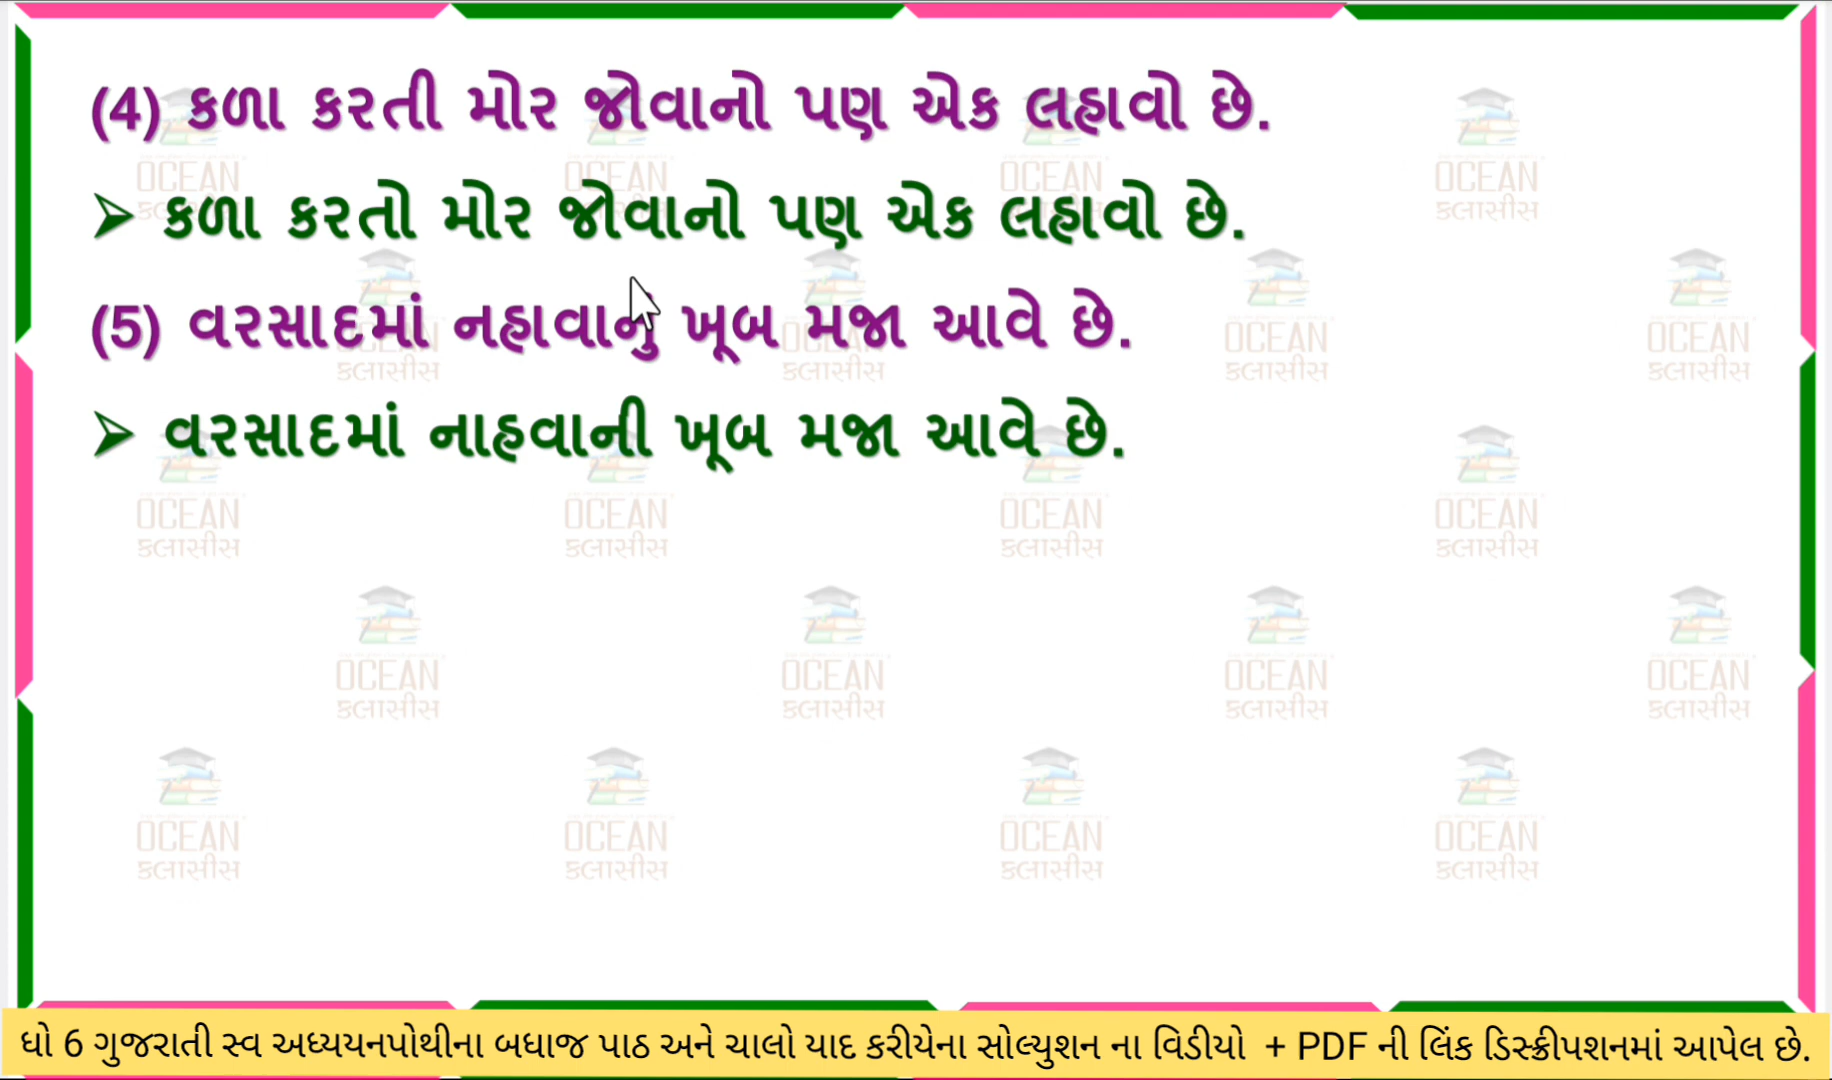 (4) કળા કરતી મોર જોવાનો પણ એક લહાવો છે.
➤ કળા કરતો મોર જોવાનો પણ એક લહાવો છે.
(5) વરસાદમાં નહાવાનું ખૂબ મજા આવે છે.
➤ વરસાદમાં નાહવાની ખૂબ મજા આવે છે.
OCEAN
ક્લાસીસ
ધો 6 ગુજરાતી સ્વ અધ્યયનપોથીના બધાજ પાઠ અને ચાલો યાદ કરીયેના સોલ્યુશન ના વિડીયો + PDF ની લિંક ડિસ્ક્રીપશનમાં આપેલ છે.